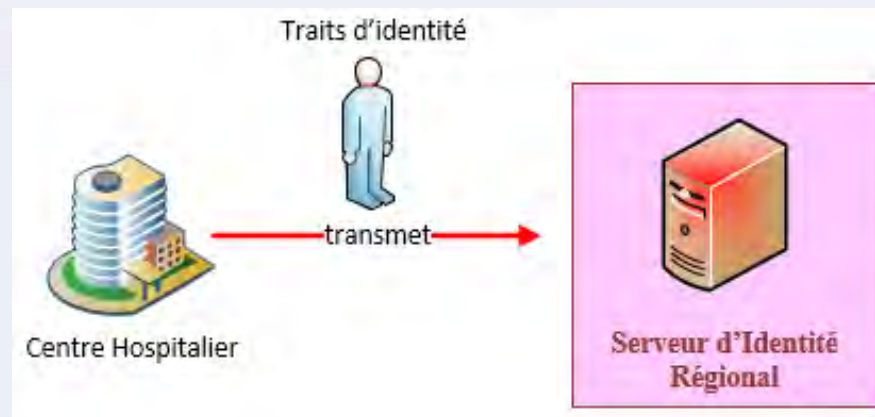 Traits d'identité
transmet
Centre Hospitalier
Serveur d'Identité
Régional